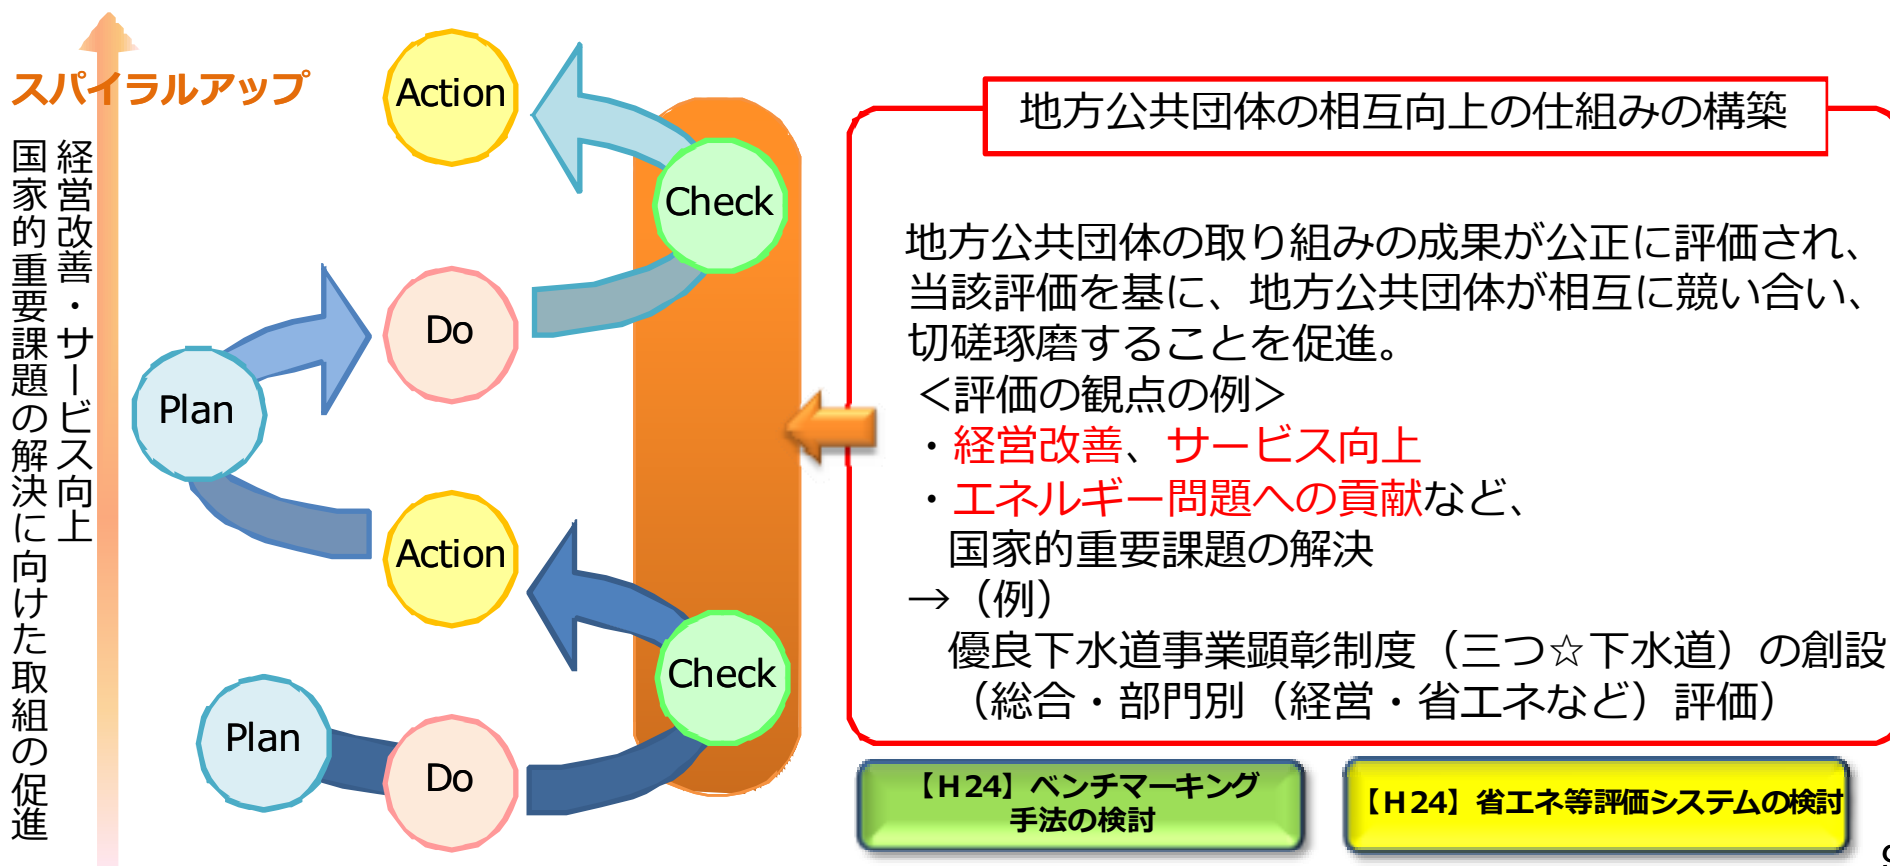 スパイラルアップ
経営改善・サービス向上
国家的重要課題の解決に向けた取組の促進
Action
Check
Do
Plan
Action
Check
Plan
Do
地方公共団体の相互向上の仕組みの構築
地方公共団体の取り組みの成果が公正に評価され、
当該評価を基に、地方公共団体が相互に競い合い、
切磋琢磨することを促進。
＜評価の観点の例＞
・経営改善、サービス向上
・エネルギー問題への貢献など、
国家的重要課題の解決
→（例）
優良下水道事業顕彰制度（三つ☆下水道）の創設
（総合・部門別（経営・省エネなど）評価）
【H24】ベンチマーキング
手法の検討
【H24】省エネ等評価システムの検討